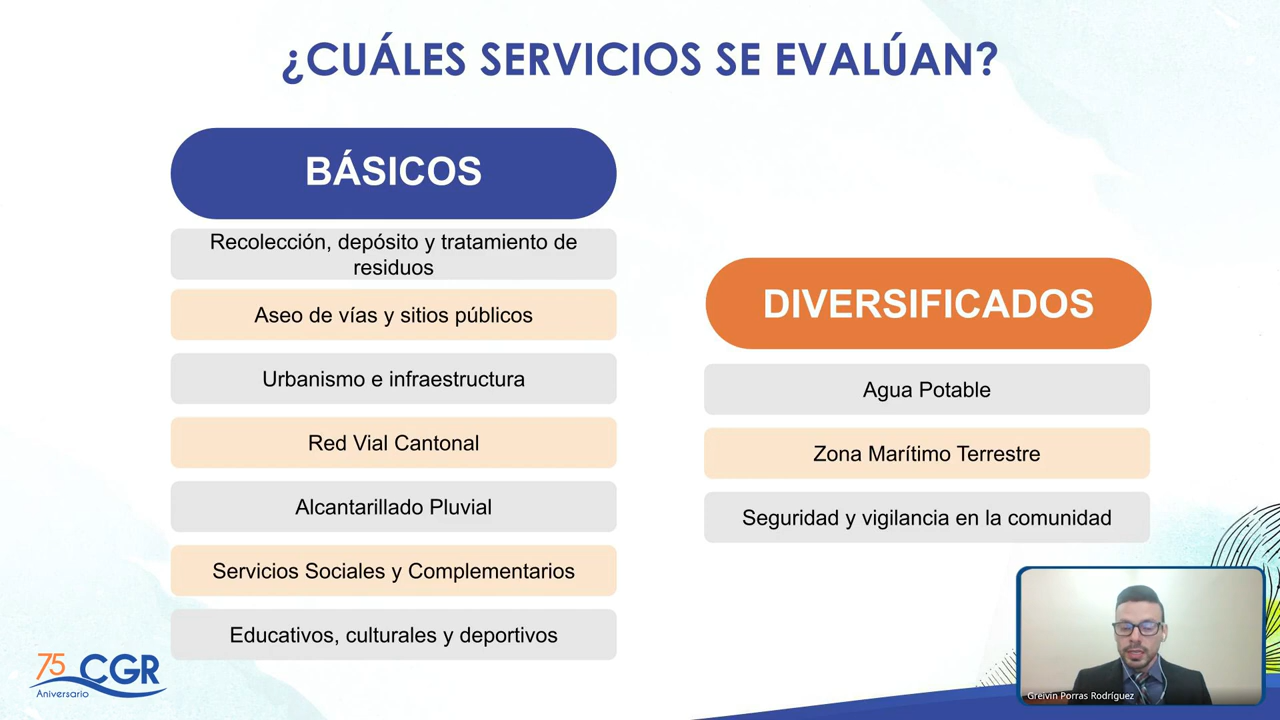 ¿CUÁLES SERVICIOS SE EVALÚAN?
BÁSICOS
Recolección, depósito y tratamiento de
residuos
Aseo de vías y sitios públicos
Urbanismo e infraestructura
Red Vial Cantonal
Alcantarillado Pluvial
Servicios Sociales y Complementarios
Educativos, culturales y deportivos
DIVERSIFICADOS
Agua Potable
Zona Marítimo Terrestre
Seguridad y vigilancia en la comunidad
75 CGR
Aniversario
Greivin Porras Rodríguez